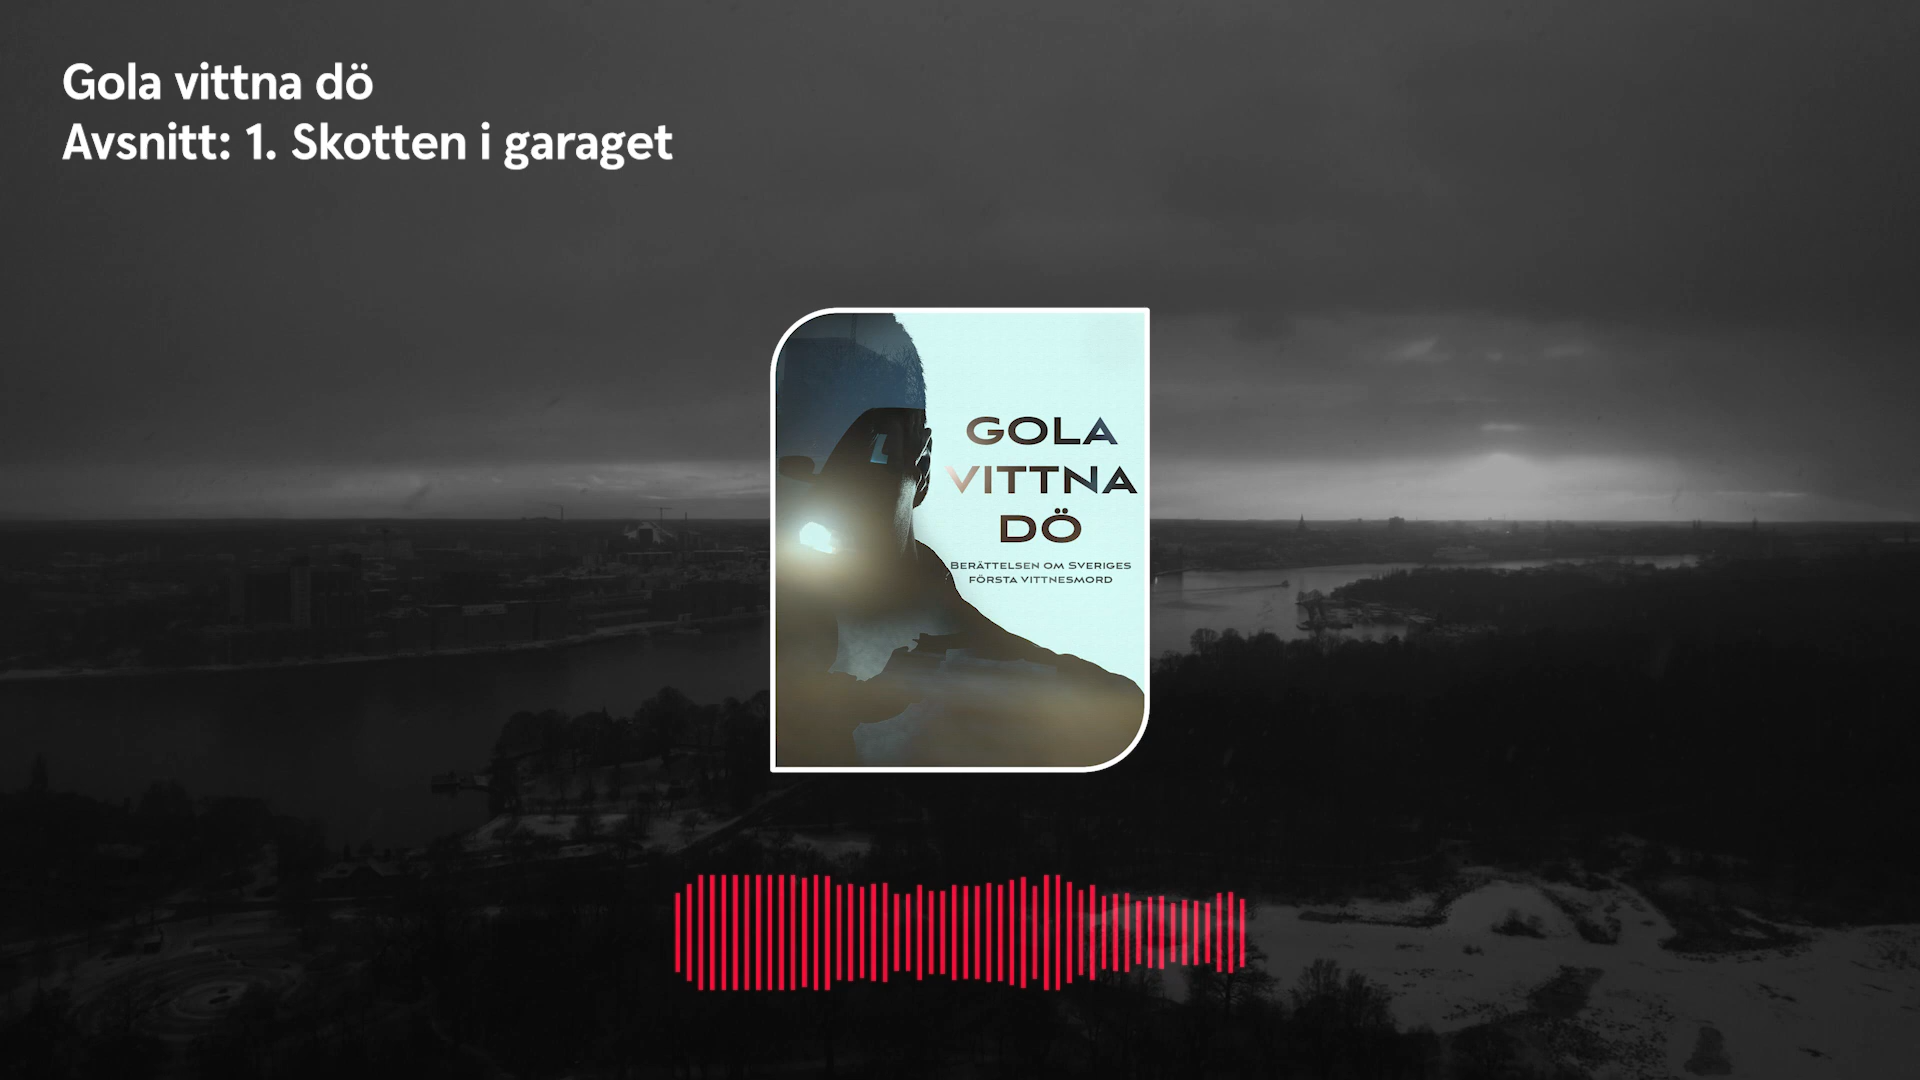 Gola vittna dö
Avsnitt: 1. Skotten i garaget
GOLA
VITTNA
DÖ
BERÄTTELSEN OM SVERIGES
FÖRSTA VITTNESMORD